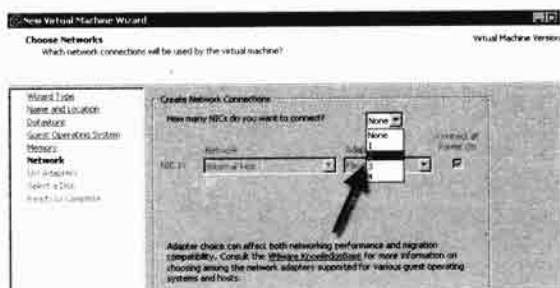 New Virtual Machine Wizard
Choose Networks
Which network connections will be used by the virtual machine?
Virtual Machine Version
Wizard Type
Name and Location
Datastore
Guest Operating System
Memory
Network
Select a Disk
Ready to Complete
Create Network Connections
How many NICs do you want to connect?
None
None
1
3
4
Network
Connect at
Power On
NIC 1:
Adapter choice can affect both networking performance and migration
compatibility. Consult the VMware KnowledgeBase for more information on
choosing among the network adapters supported for various guest operating
systems and hosts.